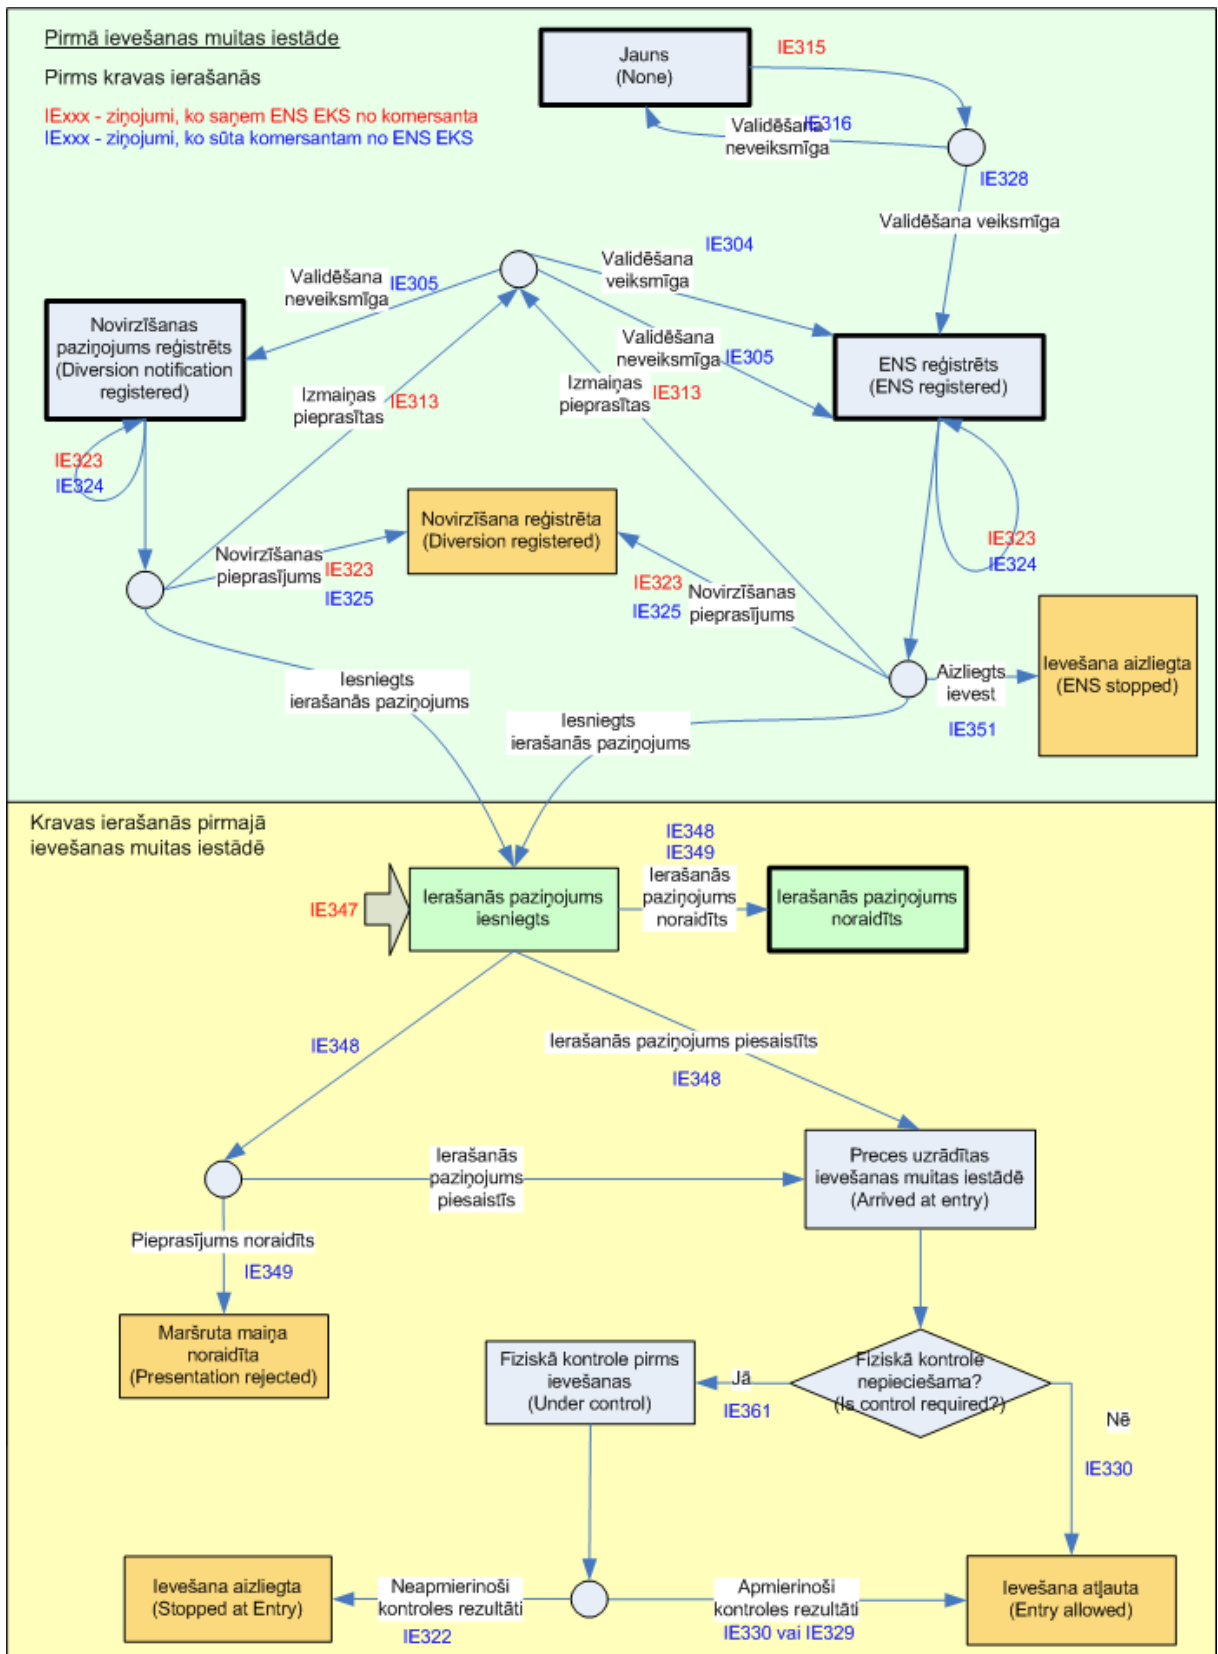 Pirmā ievešanas muitas iestāde
Pirms kravas ierašanās
IExxx - ziņojumi, ko saņem ENS EKS no komersanta
IExxx - ziņojumi, ko sūta komersantam no ENS EKS
Jauns
(None)
IE315
Validēšana
neveiksmīga
IE316
IE328
Validēšana veiksmīga
IE304
Validēšana
veiksmīga
Validēšana
neveiksmīga
IE305
Novirzīšanas
paziņojums reģistrēts
(Diversion notification
registered)
Validēšana
neveiksmīga
IE305
ENS reģistrēts
(ENS registered)
Izmaiņas
pieprasītas
IE313
Izmaiņas
pieprasītas
IE313
IE323
IE324
Novirzīšana reģistrēta
(Diversion registered)
IE323
IE324
Novirzīšanas
pieprasījums
IE323
IE325
IE323
IE325
Novirzīšanas
pieprasījums
Ievešana aizliegta
(ENS stopped)
Aizliegts
ievest
IE351
Iesniegts
ierašanās paziņojums
Iesniegts
ierašanās paziņojums
Kravas ierašanās pirmajā
ievešanas muitas iestādē
IE347
Ierašanās paziņojums
iesniegts
IE348
IE349
Ierašanās
paziņojums
noraidīts
Ierašanās paziņojums
noraidīts
IE348
Ierašanās paziņojums piesaistīts
IE348
Ierašanās
paziņojums
piesaistīs
Preces uzrādītas
ievešanas muitas iestādē
(Arrived at entry)
Pieprasījums noraidīts
IE349
Maršruta maiņa
noraidīta
(Presentation rejected)
Fiziskā kontrole pirms
ievešanas
(Under control)
Jā
IE361
Fiziskā kontrole
nepieciešama?
(Is control required?)
Nē
IE330
Ievešana aizliegta
(Stopped at Entry)
Neapmierinoši
kontroles rezultāti
IE322
Apmierinoši
kontroles rezultāti
IE330 vai IE329
Ievešana atļauta
(Entry allowed)